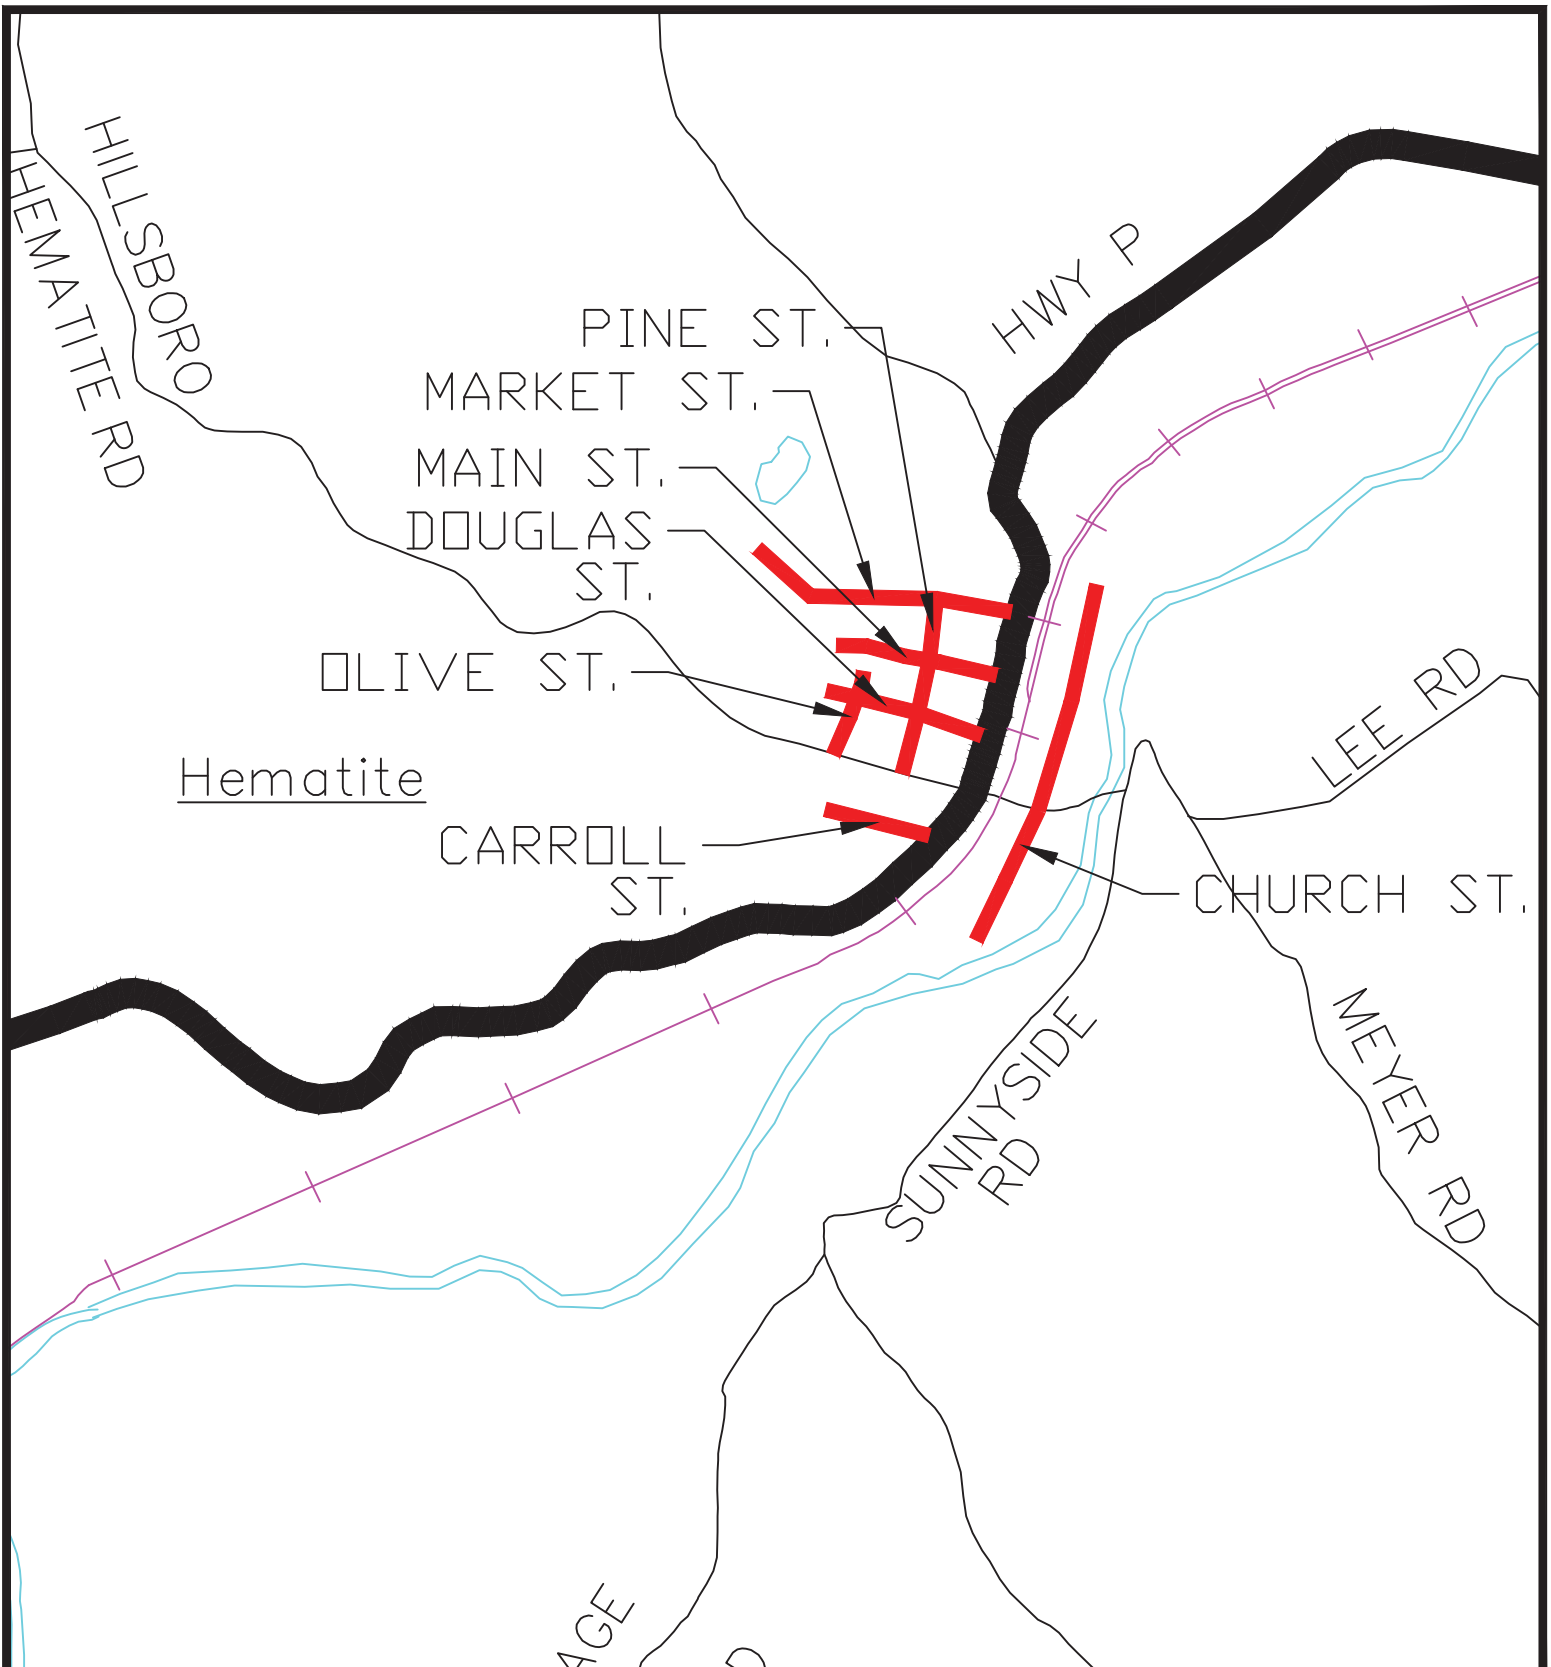 HILLSBORO
HEMATITE RD
HWY P
PINE ST.
MARKET ST.
MAIN ST.
DOUGLAS
ST.
OLIVE ST.
LEE RD
Hematite
CARROLL
ST.
CHURCH ST.
SUNNYSIDE
RD
MEYER RD